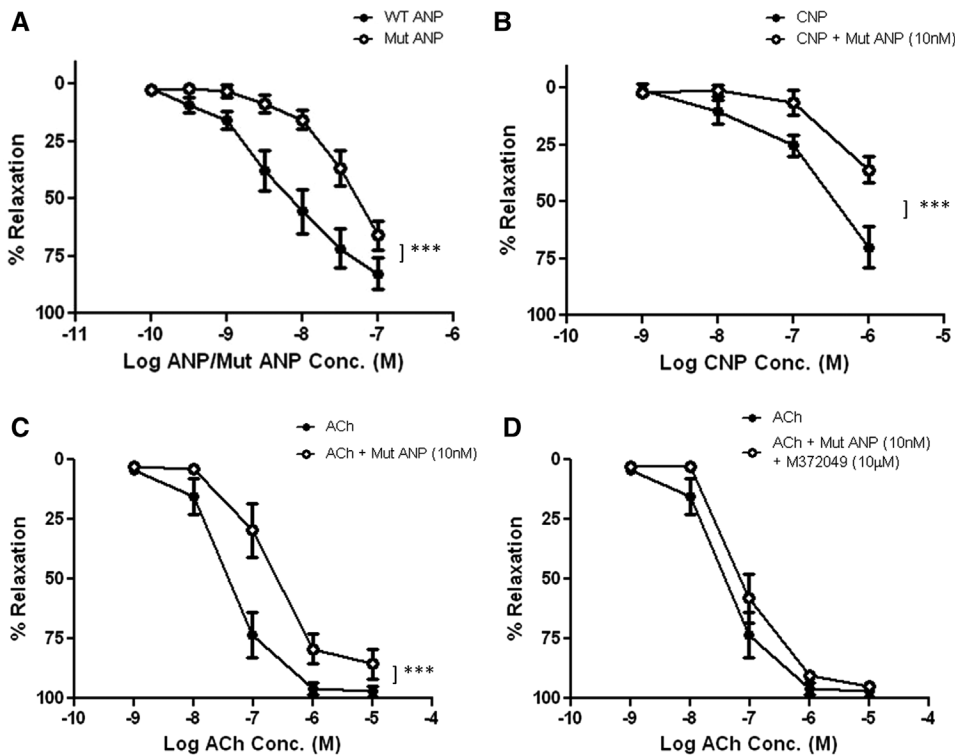 A
WT ANP
Mut ANP
0
25
50
75
100
% Relaxation
***
-11
-10
-9
-8
-7
-6
Log ANP/Mut ANP Conc. (M)
B
CNP
CNP + Mut ANP (10nM)
0
25
50
75
100
% Relaxation
***
-10
-9
-8
-7
-6
-5
Log CNP Conc. (M)
C
ACh
ACh + Mut ANP (10nM)
0
25
50
75
100
% Relaxation
***
-10
-9
-8
-7
-6
-5
-4
Log ACh Conc. (M)
D
ACh
ACh + Mut ANP (10nM)
+ M372049 (10µM)
0
25
50
75
100
% Relaxation
-10
-9
-8
-7
-6
-5
-4
Log ACh Conc. (M)